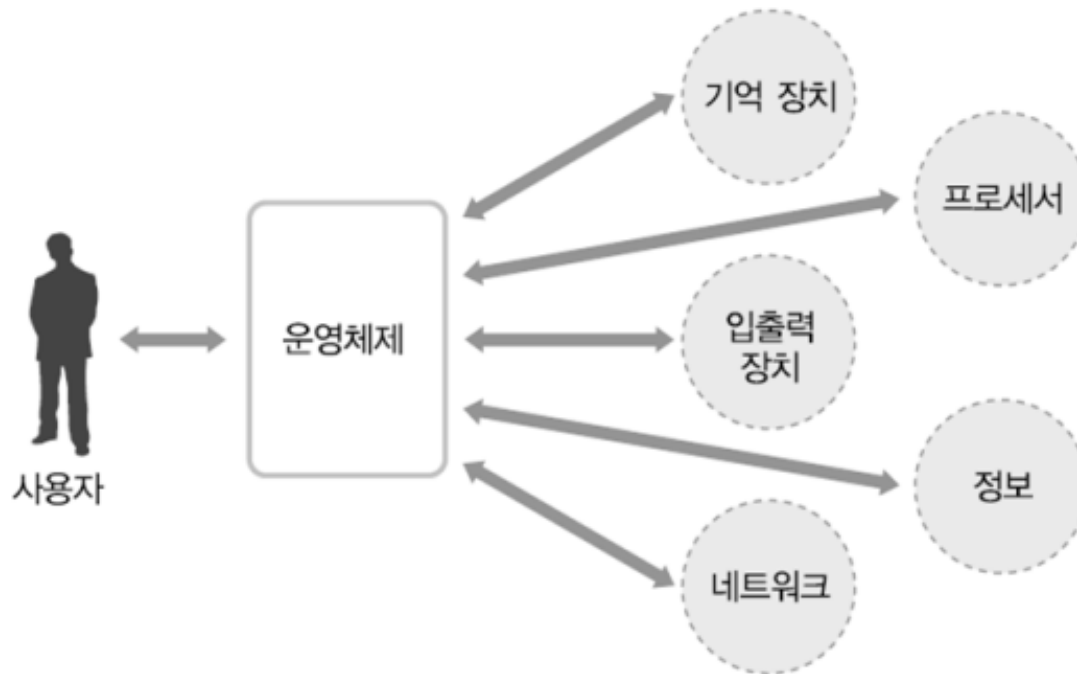 기억 장치
프로세서
운영체제
입출력
장치
사용자
정보
네트워크